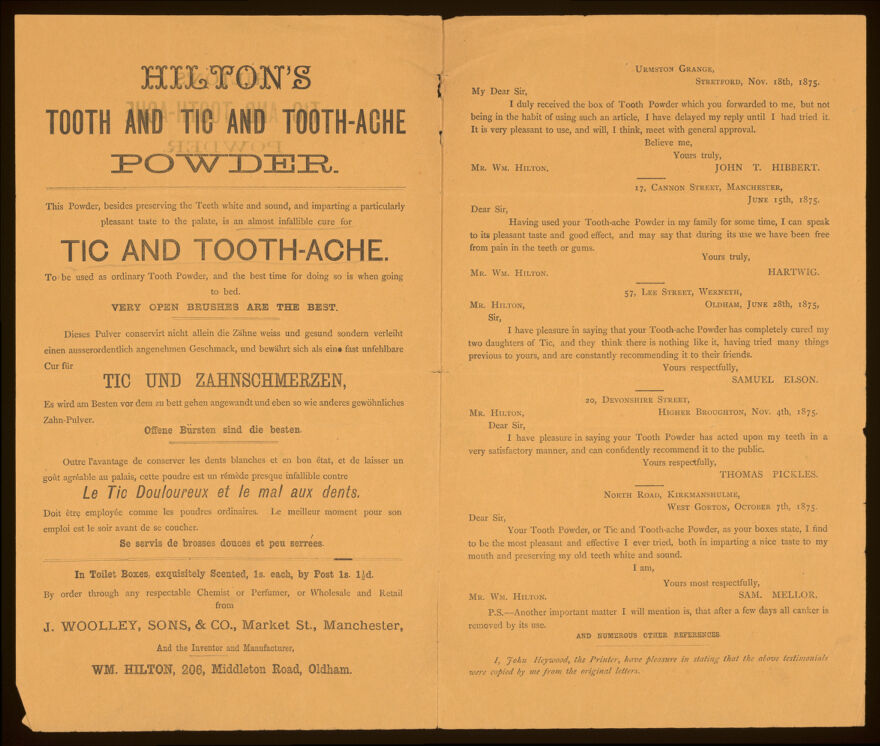 HILTON'S
TOOTH AND TIC AND TOOTH-ACHE
POWDER.
This Powder, besides preserving the Teeth white and sound, and imparting a particularly
pleasant taste to the palate, is an almost infallible cure for
TIC AND TOOTH-ACHE.
To be used as ordinary Tooth Powder, and the best time for doing so is when going
to bed.
VERY OPEN BRUSHES ARE THE BEST.
Dieses Pulver conservirt nicht allein die Zähne weiss und gesund sondern verleiht
einen ausserordentlich angenehmen Geschmack, und bewährt sich als eine fast unfehlbare
Cur für
TIC UND ZAHNSCHMERZEN,
Es wird am Besten vor dem zu bett gehen angewandt und eben so wie anderes gewöhnliches
Zahn-Pulver.
Offene Bürsten sind die besten.
Outre l'avantage de conserver les dents blanches et en bon état, et de laisser un
goût agréable au palais, cette poudre est un rémède presque infallible contre
Le Tic Douloureux et le mal aux dents.
Doit être employée comme les poudres ordinaires. Le meilleur moment pour son
emploi est le soir avant de se coucher.
Se servis de brosses douces et peu serrées.
In Toilet Boxes, exquisitely Scented, 1s. each, by Post 1s. 1½d.
By order through any respectable Chemist or Perfumer, or Wholesale and Retail
from
J. WOOLLEY, SONS, & CO., Market St., Manchester,
And the Inventor and Manufacturer,
WM. HILTON, 206, Middleton Road, Oldham.
URMSTON GRANGE,
STRETFORD, NOV. 18th, 1875.
My Dear Sir,
I duly received the box of Tooth Powder which you forwarded to me, but not
being in the habit of using such an article, I have delayed my reply until I had tried it.
It is very pleasant to use, and will, I think, meet with general approval.
Believe me,
Yours truly,
MR. WM. HILTON. JOHN T. HIBBERT.
17, CANNON STREET, MANCHESTER,
JUNE 15th, 1875.
Dear Sir,
Having used your Tooth-ache Powder in my family for some time, I can speak
to its pleasant taste and good effect, and may say that during its use we have been free
from pain in the teeth or gums.
Yours truly,
MR. WM. HILTON. HARTWIG.
57, LEE STREET, WERNETH,
MR. HILTON, OLDHAM, JUNE 28th, 1875,
Sir,
I have pleasure in saying that your Tooth-ache Powder has completely cured my
two daughters of Tic, and they think there is nothing like it, having tried many things
previous to yours, and are constantly recommending it to their friends.
Yours respectfully,
SAMUEL ELSON.
20, DEVONSHIRE STREET,
MR. HILTON, HIGHER BROUGHTON, NOV. 4th, 1875.
Dear Sir,
I have pleasure in saying your Tooth Powder has acted upon my teeth in a
very satisfactory manner, and can confidently recommend it to the public.
Yours respectfully,
THOMAS PICKLES.
NORTH ROAD, KIRKMANSHULME,
WEST GORTON, OCTOBER 7th, 1875.
Dear Sir,
Your Tooth Powder, or Tic and Tooth-ache Powder, as your boxes state, I find
to be the most pleasant and effective I ever tried, both in imparting a nice taste to my
mouth and preserving my old teeth white and sound.
I am,
Yours most respectfully,
MR. WM. HILTON. SAM. MELLOR.
P.S.—Another important matter I will mention is, that after a few days all canker is
removed by its use.
AND NUMEROUS OTHER REFERENCES.
I, John Heywood, the Printer, have pleasure in stating that the above testimonials
were copied by me from the original letters.